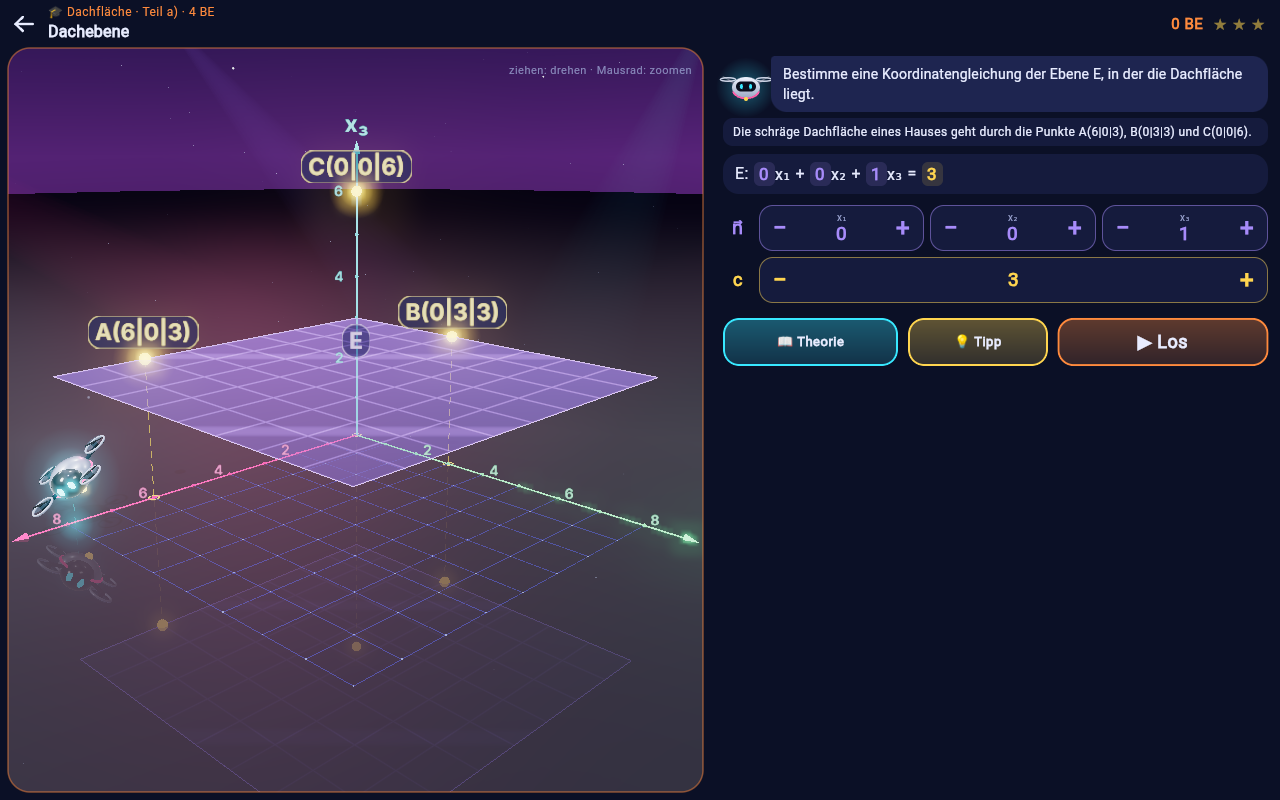 🎓 Dachfläche · Teil a) · 4 BE
Dachebene
0 BE ★ ★ ★
ziehen: drehen · Mausrad: zoomen
x₃
C(0|0|6)
6
4
B(0|3|3)
A(6|0|3)
E
2
2
2
4
4
6
6
8
8
Bestimme eine Koordinatengleichung der Ebene E, in der die Dachfläche
liegt.
Die schräge Dachfläche eines Hauses geht durch die Punkte A(6|0|3), B(0|3|3) und C(0|0|6).
E: 0 x₁ + 0 x₂ + 1 x₃ = 3
n⃗ − x₁ 0 + − x₂ 0 + − x₃ 1 +
c − 3 +
📖 Theorie 💡 Tipp ▶ Los